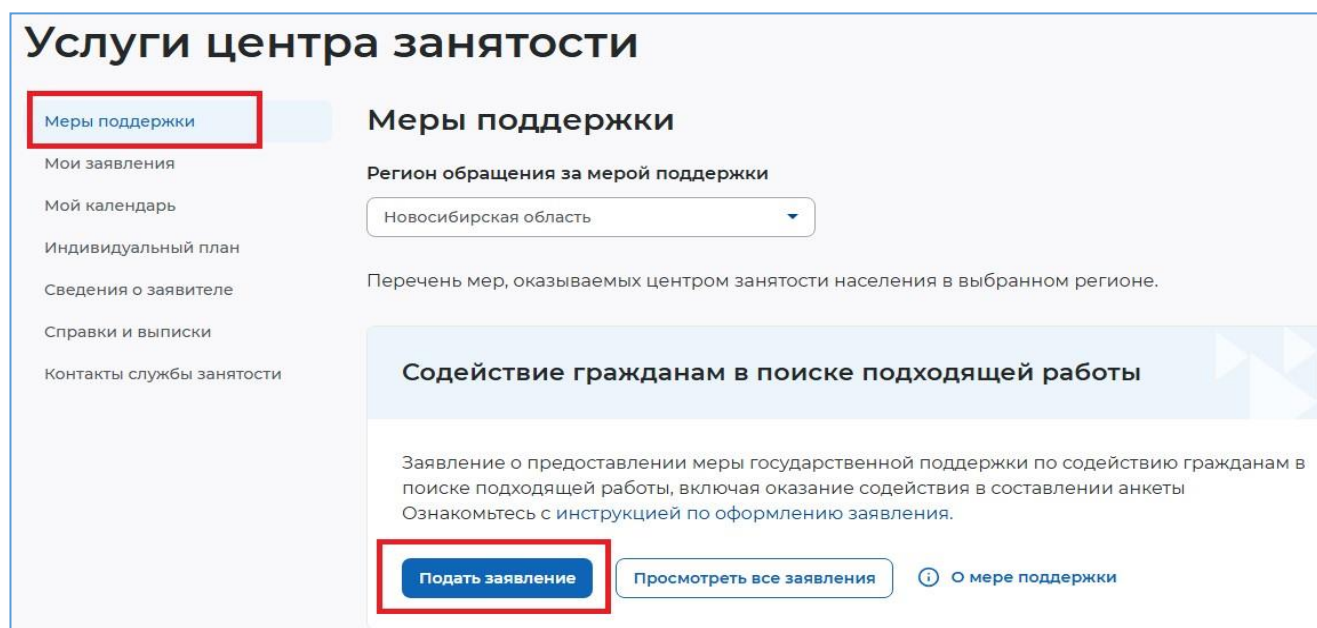 Услуги центра занятости
Меры поддержки
Мои заявления
Мой календарь
Индивидуальный план
Сведения о заявителе
Справки и выписки
Контакты службы занятости
Меры поддержки
Регион обращения за мерой поддержки
Новосибирская область
Перечень мер, оказываемых центром занятости населения в выбранном регионе.
Содействие гражданам в поиске подходящей работы
Заявление о предоставлении меры государственной поддержки по содействию гражданам в
поиске подходящей работы, включая оказание содействия в составлении анкеты
Ознакомьтесь с инструкцией по оформлению заявления.
Подать заявление
Просмотреть все заявления
О мере поддержки